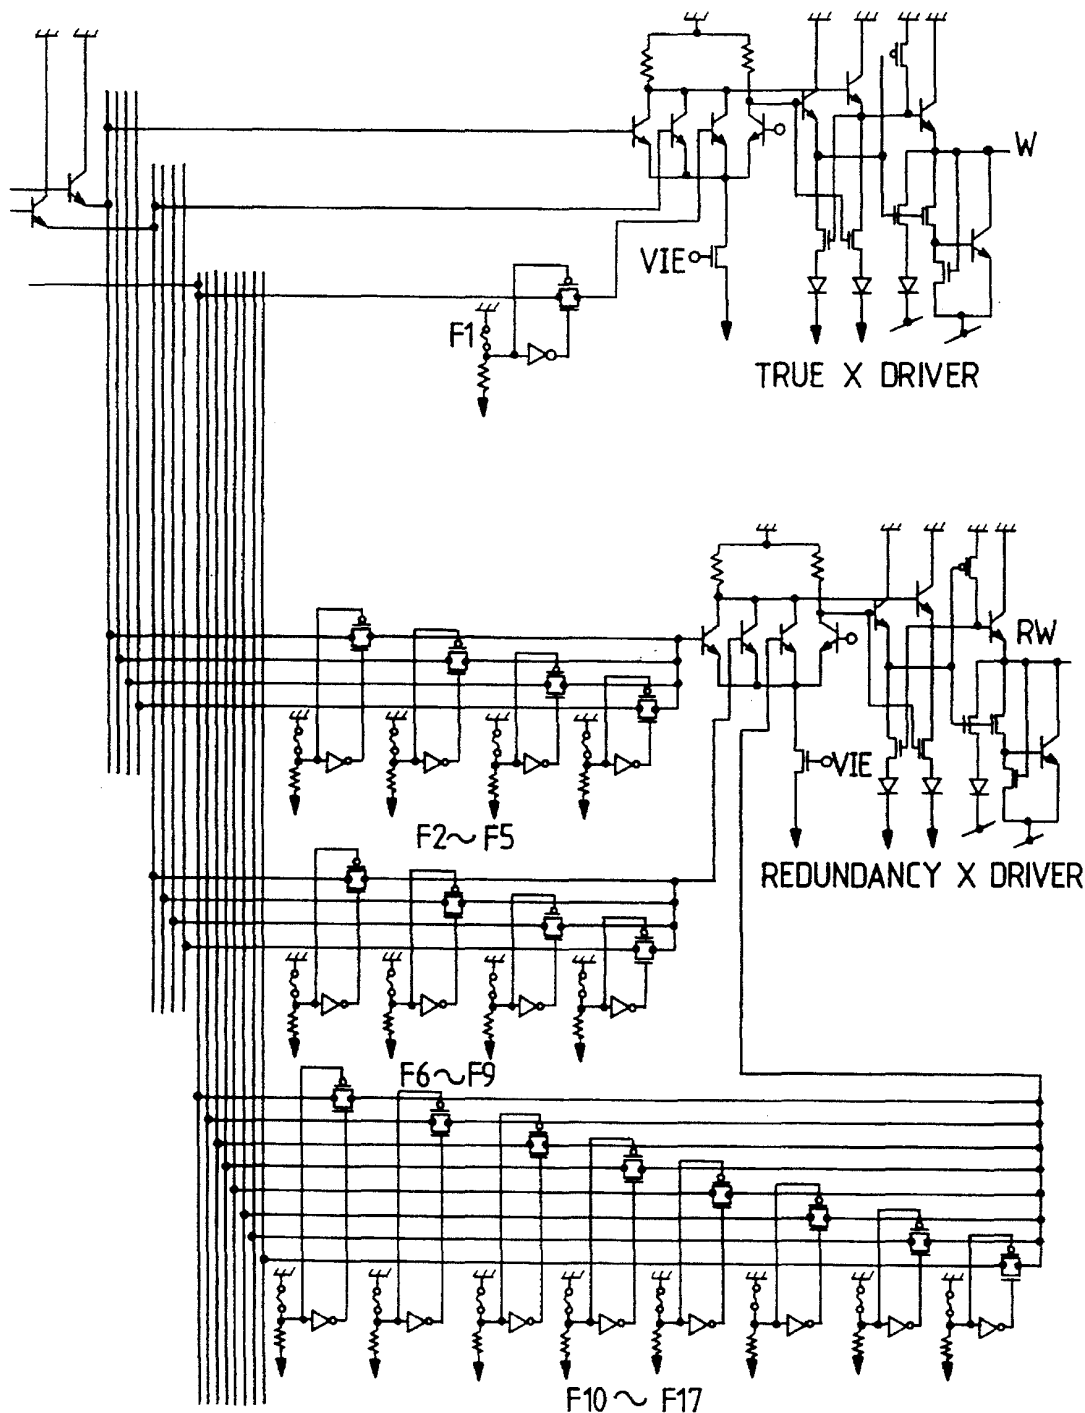 W
VIE
F1
TRUE X DRIVER
RW
VIE
F2~F5
REDUNDANCY X DRIVER
F6~F9
F10~F17